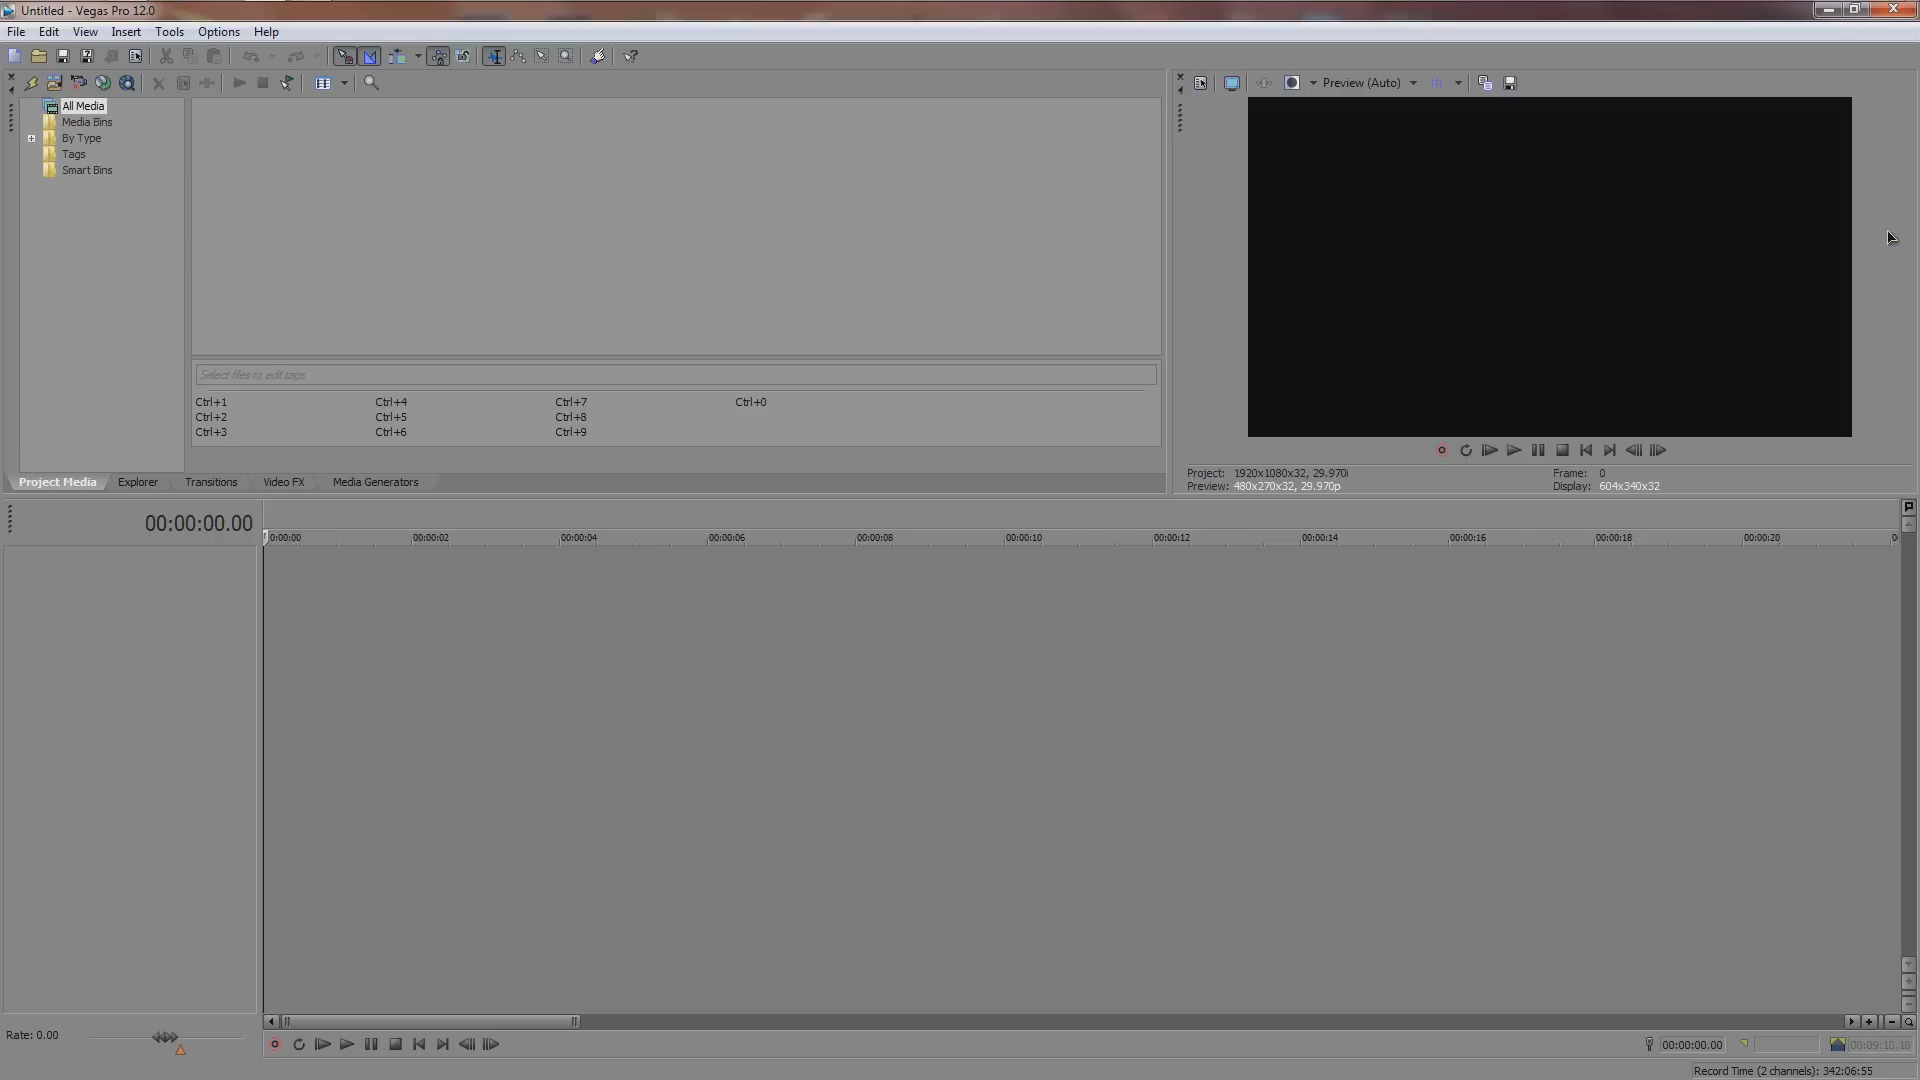 Untitled - Vegas Pro 12.0
File Edit View Insert Tools Options Help
Preview (Auto)
All Media
Media Bins
By Type
Tags
Smart Bins
Select files to edit tags
Ctrl+1 Ctrl+4 Ctrl+7 Ctrl+0
Ctrl+2 Ctrl+5 Ctrl+8
Ctrl+3 Ctrl+6 Ctrl+9
Project: 1920x1080x32, 29.970i Frame: 0
Preview: 480x270x32, 29.970p Display: 604x340x32
Project Media Explorer Transitions Video FX Media Generators
00:00:00.00
0:00:00 00:00:02 00:00:04 00:00:06 00:00:08 00:00:10 00:00:12 00:00:14 00:00:16 00:00:18 00:00:20 0
Rate: 0.00
00:00:00.00 00:09:10.10
Record Time (2 channels): 342:06:55